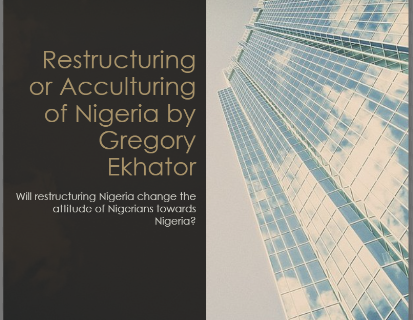 Restructuring
or Acculturing
of Nigeria by
Gregory
Ekhator
Will restructuring Nigeria change the
attitude of Nigerians towards
Nigeria?